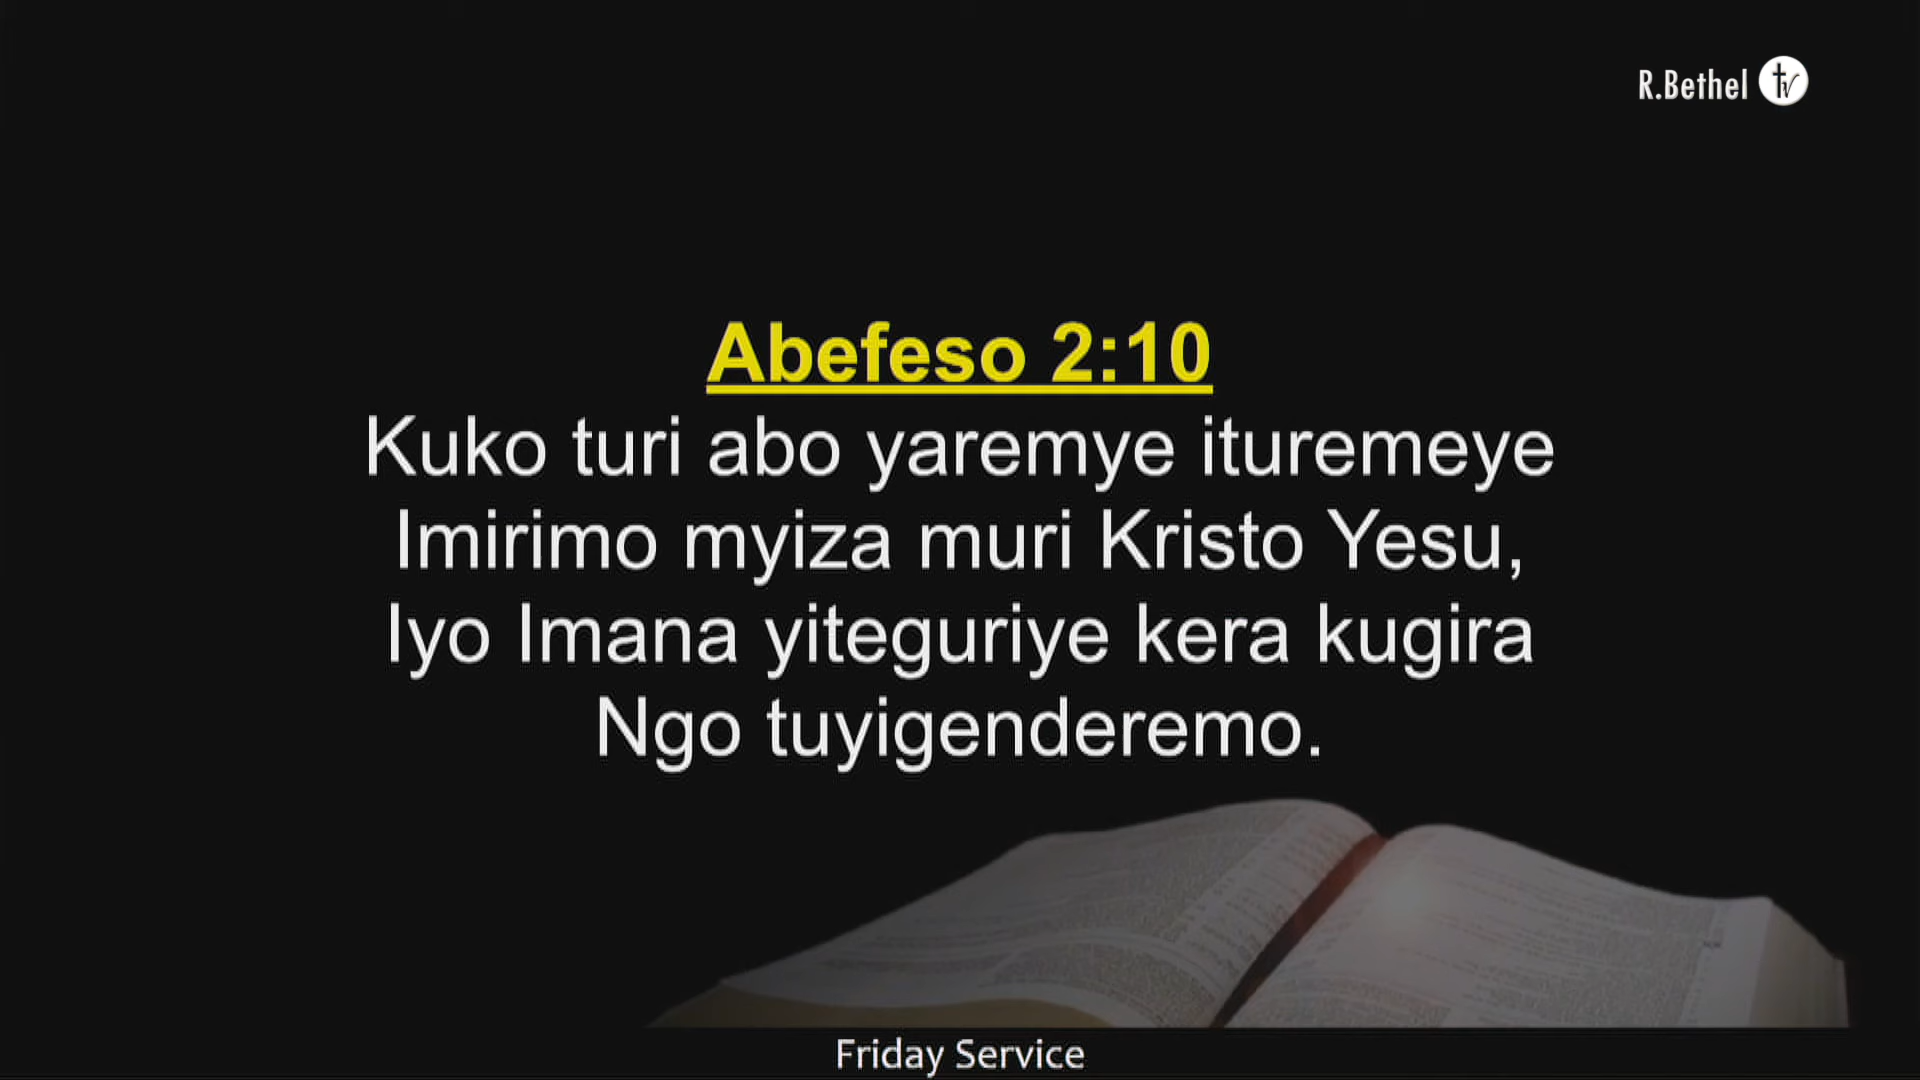 R.Bethel tv
Abefeso 2:10
Kuko turi abo yaremye ituremeye
Imirimo myiza muri Kristo Yesu,
Iyo Imana yiteguriye kera kugira
Ngo tuyigenderemo.
Friday Service